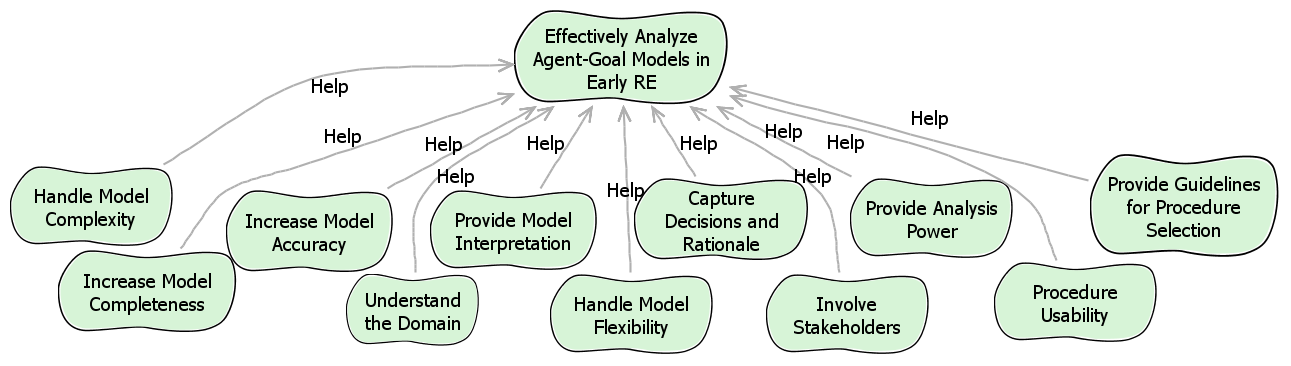 Effectively Analyze
Agent-Goal Models in
Early RE
Help
Help
Help
Help
Help
Help
Help
Help
Help
Help
Help
Handle Model
Complexity
Increase Model
Completeness
Increase Model
Accuracy
Understand
the Domain
Provide Model
Interpretation
Handle Model
Flexibility
Capture
Decisions and
Rationale
Involve
Stakeholders
Provide Analysis
Power
Procedure
Usability
Provide Guidelines
for Procedure
Selection